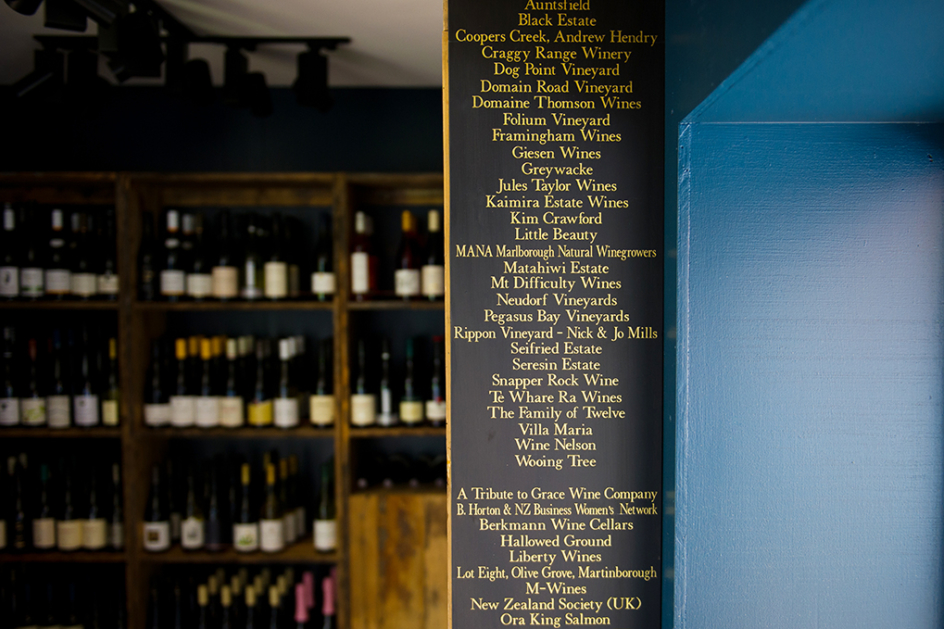 Auntsfield
Black Estate
Coopers Creek, Andrew Hendry
Craggy Range Winery
Dog Point Vineyard
Domain Road Vineyard
Domaine Thomson Wines
Folium Vineyard
Framingham Wines
Giesen Wines
Greywacke
Jules Taylor Wines
Kaimira Estate Wines
Kim Crawford
Little Beauty
MANA Marlborough Natural Winegrowers
Matahiwi Estate
Mt Difficulty Wines
Neudorf Vineyards
Pegasus Bay Vineyards
Rippon Vineyard - Nick & Jo Mills
Seifried Estate
Seresin Estate
Snapper Rock Wine
Te Whare Ra Wines
The Family of Twelve
Villa Maria
Wine Nelson
Wooing Tree
A Tribute to Grace Wine Company
B. Horton & NZ Business Women's Network
Berkmann Wine Cellars
Hallowed Ground
Liberty Wines
Lot Eight, Olive Grove, Martinborough
M-Wines
New Zealand Society (UK)
Ora King Salmon